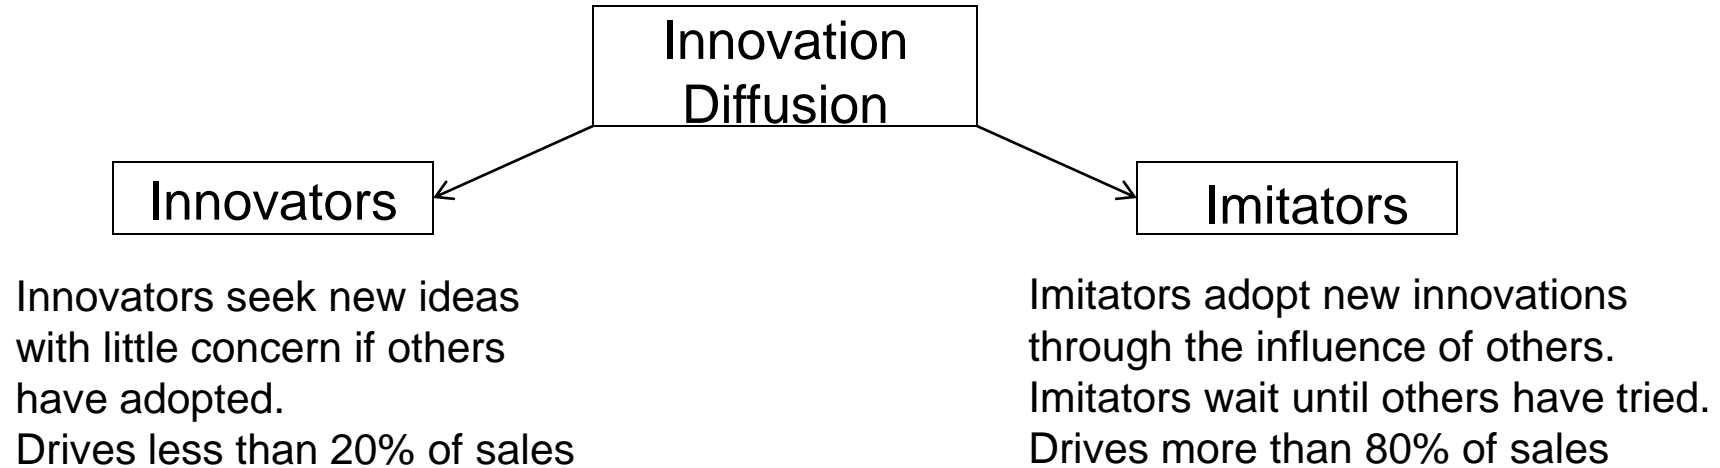 Innovation
Diffusion
Innovators
Imitators
Innovators seek new ideas
with little concern if others
have adopted.
Drives less than 20% of sales
Imitators adopt new innovations
through the influence of others.
Imitators wait until others have tried.
Drives more than 80% of sales